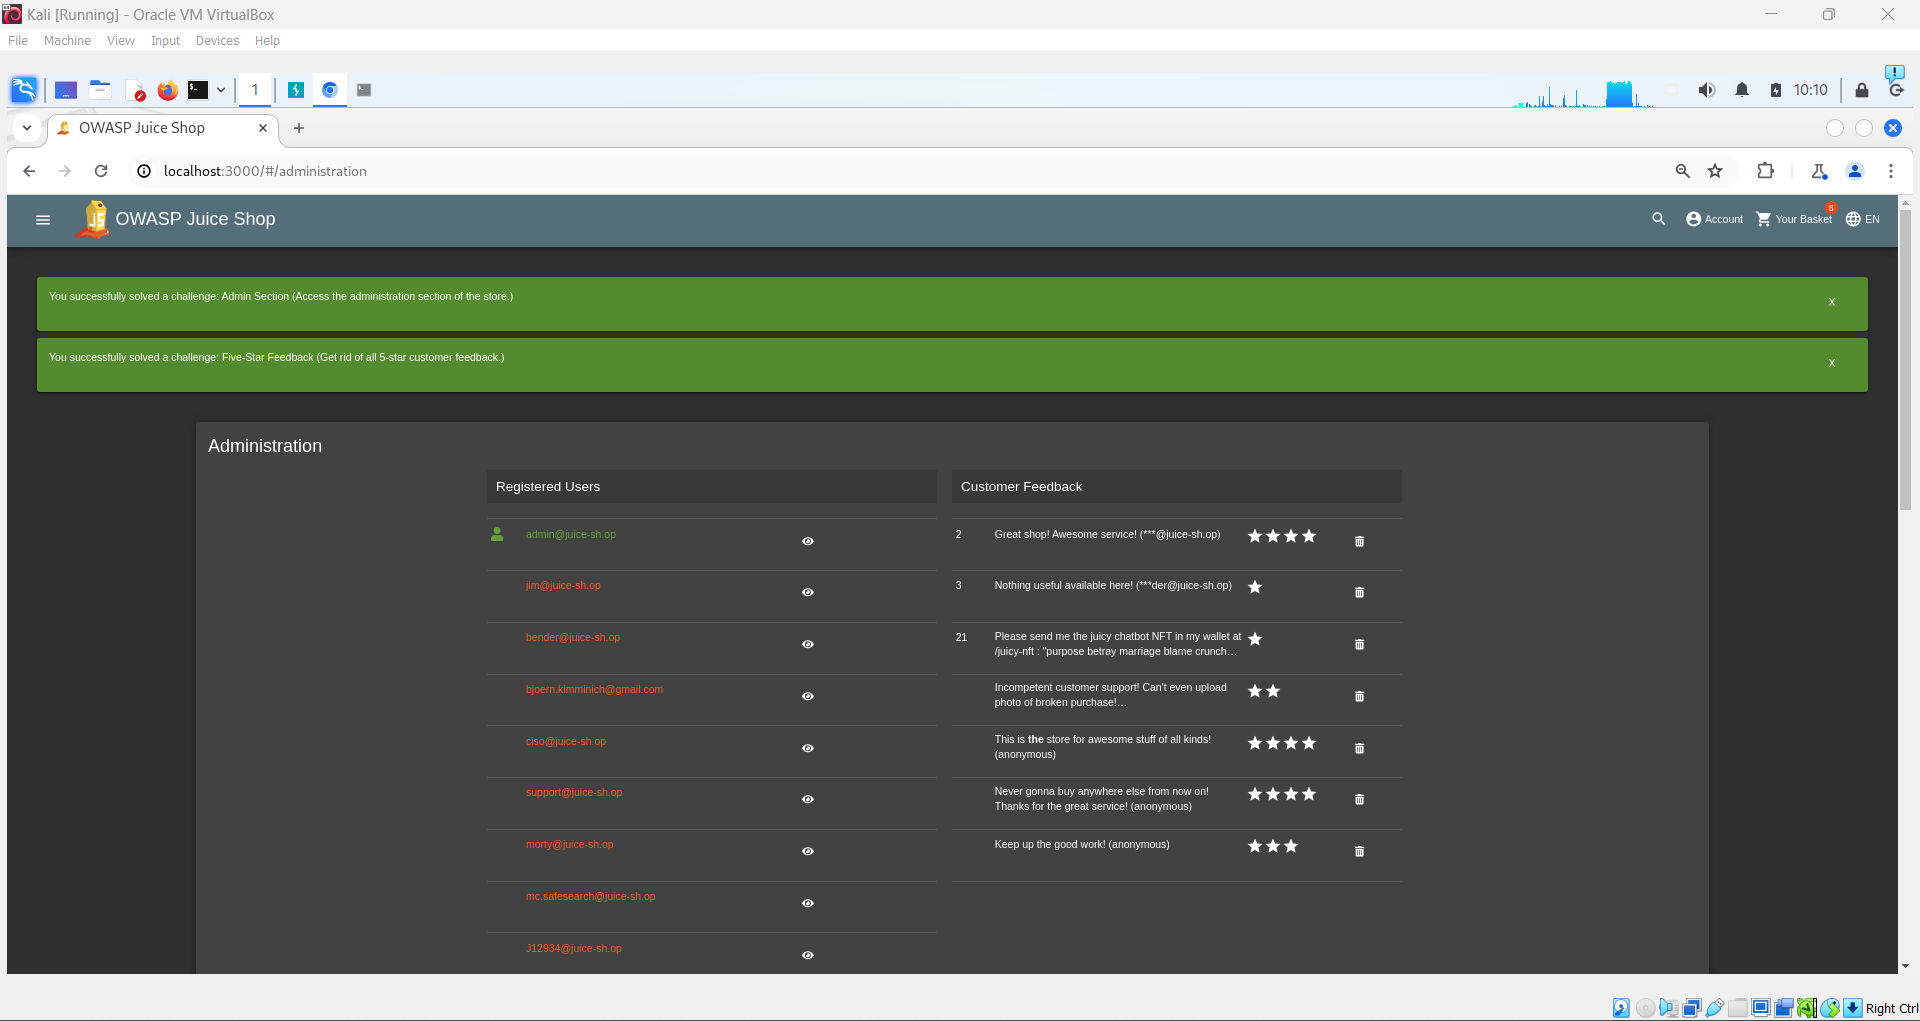 Kali [Running] - Oracle VM VirtualBox
File Machine View Input Devices Help
1
10:10
OWASP Juice Shop
localhost:3000/#/administration
OWASP Juice Shop
Account
Your Basket
6
EN
You successfully solved a challenge: Admin Section (Access the administration section of the store.)
X
You successfully solved a challenge: Five-Star Feedback (Get rid of all 5-star customer feedback.)
X
Administration
Registered Users
admin@juice-sh.op
jim@juice-sh.op
bender@juice-sh.op
bjoern.kimminich@gmail.com
ciso@juice-sh.op
support@juice-sh.op
morty@juice-sh.op
mc.safesearch@juice-sh.op
J12934@juice-sh.op
Customer Feedback
2 Great shop! Awesome service! (***@juice-sh.op)
3 Nothing useful available here! (***der@juice-sh.op)
21 Please send me the juicy chatbot NFT in my wallet at
/juicy-nft : "purpose betray marriage blame crunch…
Incompetent customer support! Can't even upload
photo of broken purchase!…
This is the store for awesome stuff of all kinds!
(anonymous)
Never gonna buy anywhere else from now on!
Thanks for the great service! (anonymous)
Keep up the good work! (anonymous)
Right Ctrl